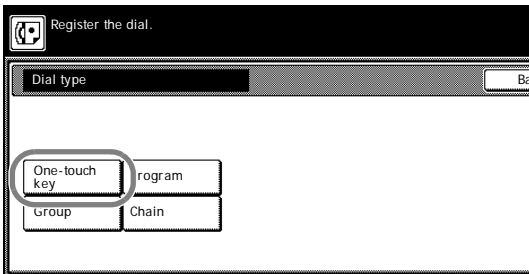 Register the dial.
Dial type
Ba
One-touch
key
rogram
Group
Chain